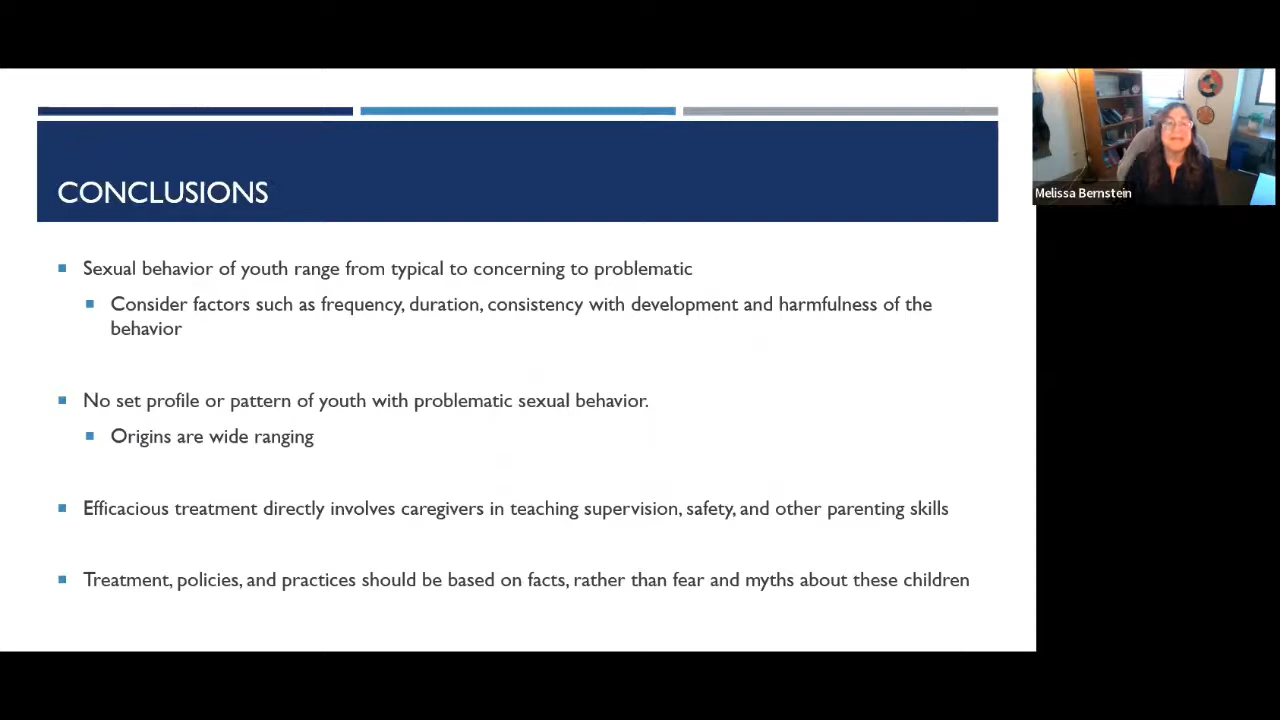 CONCLUSIONS
Sexual behavior of youth range from typical to concerning to problematic
Consider factors such as frequency, duration, consistency with development and harmfulness of the
behavior
No set profile or pattern of youth with problematic sexual behavior.
Origins are wide ranging
Efficacious treatment directly involves caregivers in teaching supervision, safety, and other parenting skills
Treatment, policies, and practices should be based on facts, rather than fear and myths about these children
Melissa Bernstein